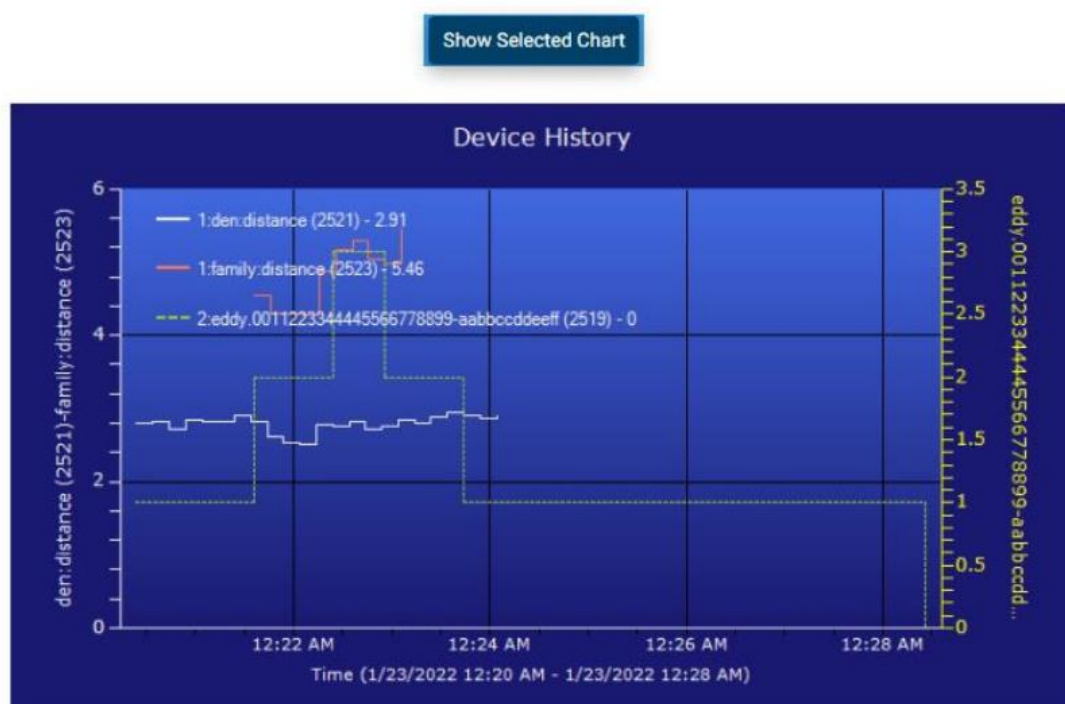 Show Selected Chart
Device History
den:distance (2521)-family:distance (2523)
6
4
2
0
1:den:distance (2521) - 2.91
1:family:distance (2523) - 5.46
2:eddy.0011223344445566778899-aabbccddeeff (2519) - 0
3.5
3
2.5
2
1.5
1
0.5
0
eddy.0011223344445566778899-aabbccdd...
12:22 AM
12:24 AM
12:26 AM
12:28 AM
Time (1/23/2022 12:20 AM - 1/23/2022 12:28 AM)